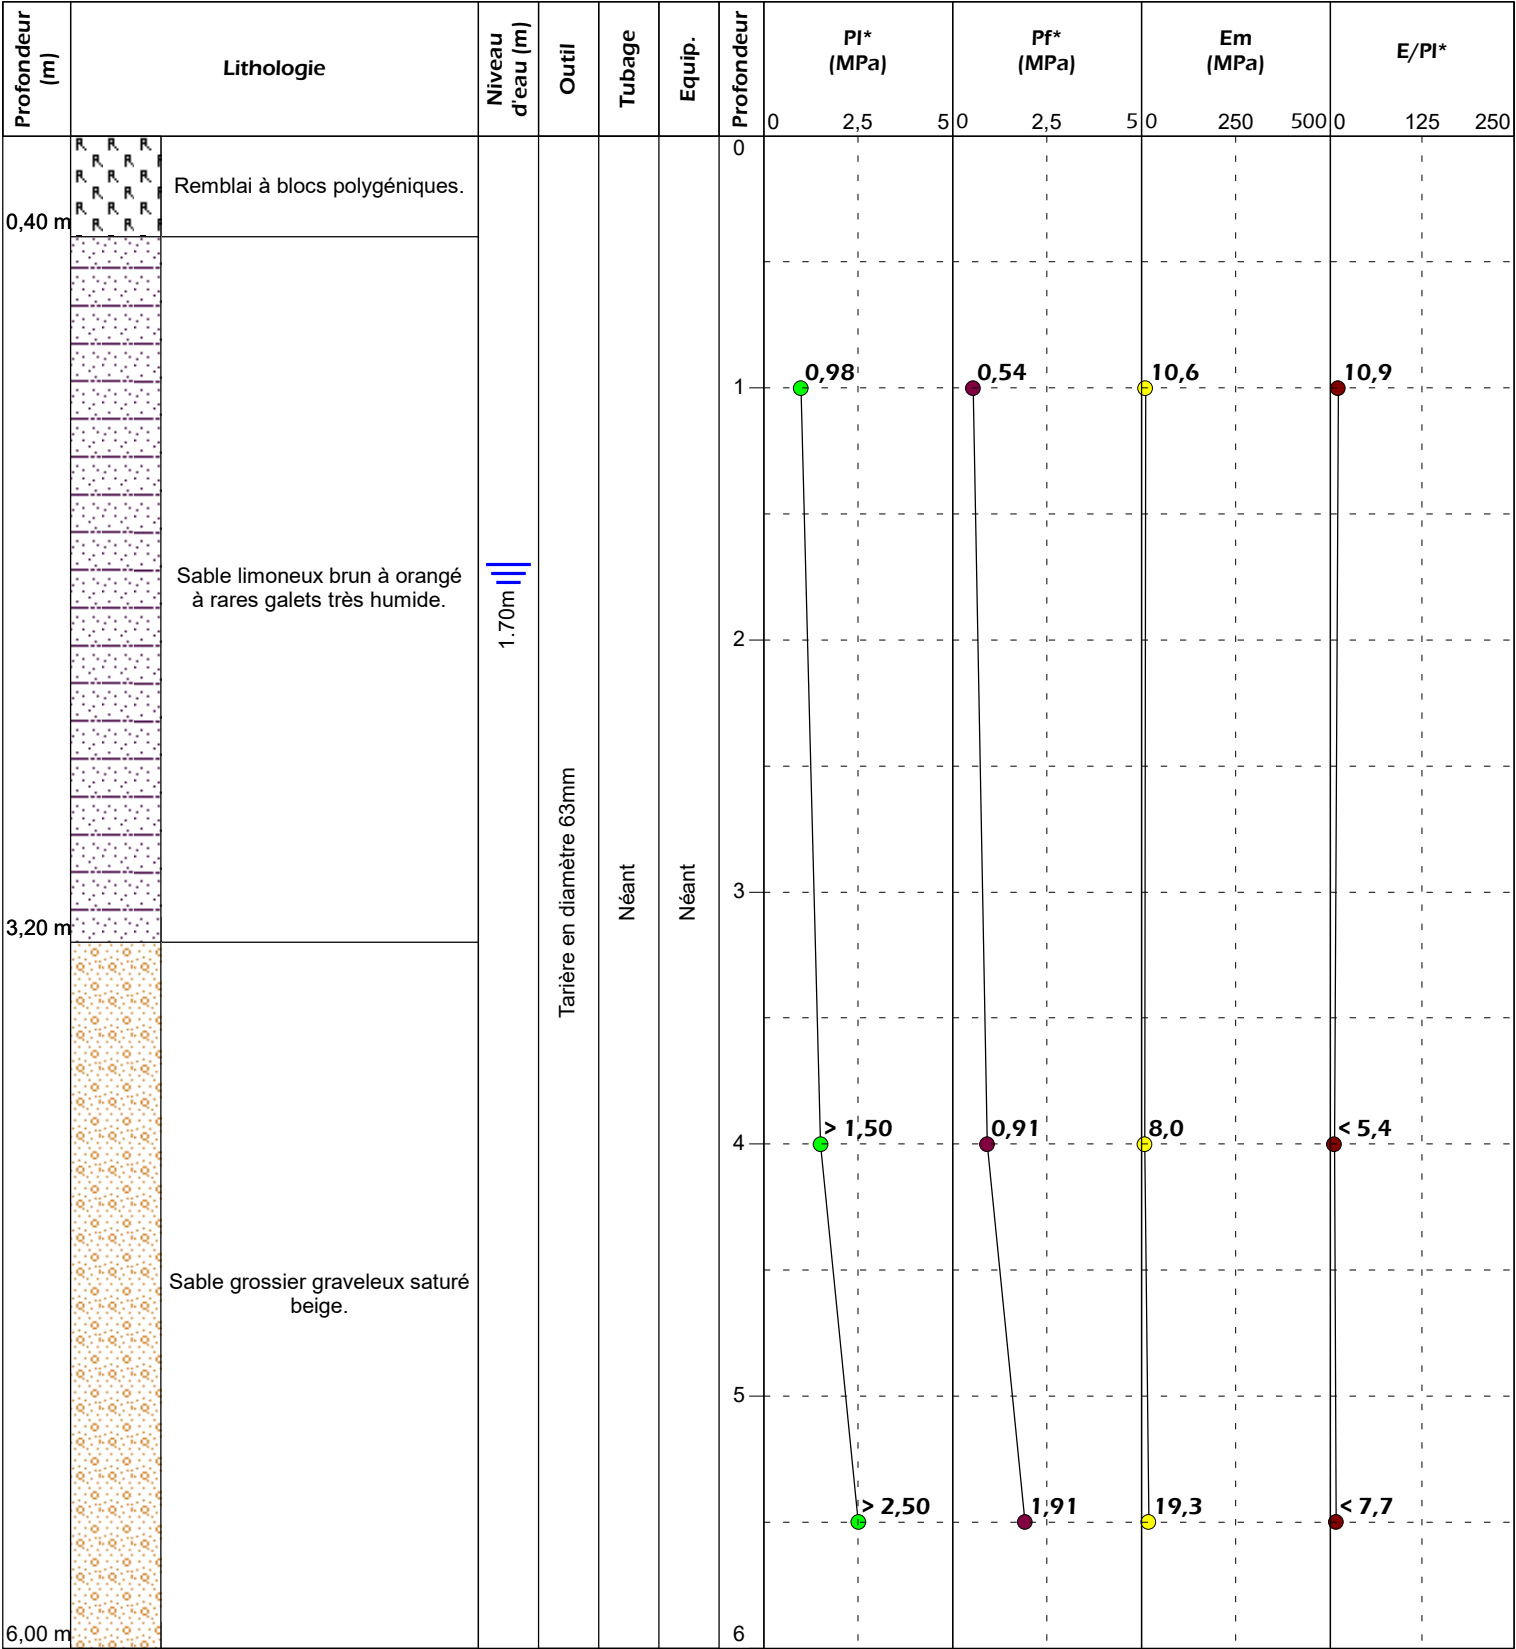 Profondeur
(m)
Lithologie
Niveau
d'eau (m)
Outil
Tubage
Equip.
Profondeur
Pl*
(MPa)
Pf*
(MPa)
Em
(MPa)
E/Pl*
0 2,5 5
0 2,5 5
0 250 500
0 125 250
Remblai à blocs polygéniques.
0,40 m
Sable limoneux brun à orangé
à rares galets très humide.
3,20 m
Sable grossier graveleux saturé
beige.
6,00 m
1.70m
Tarière en diamètre 63mm
Néant
Néant
0
1
2
3
4
5
6
0,98 0,54 10,6 10,9
> 1,50 0,91 8,0 < 5,4
> 2,50 1,91 19,3 < 7,7